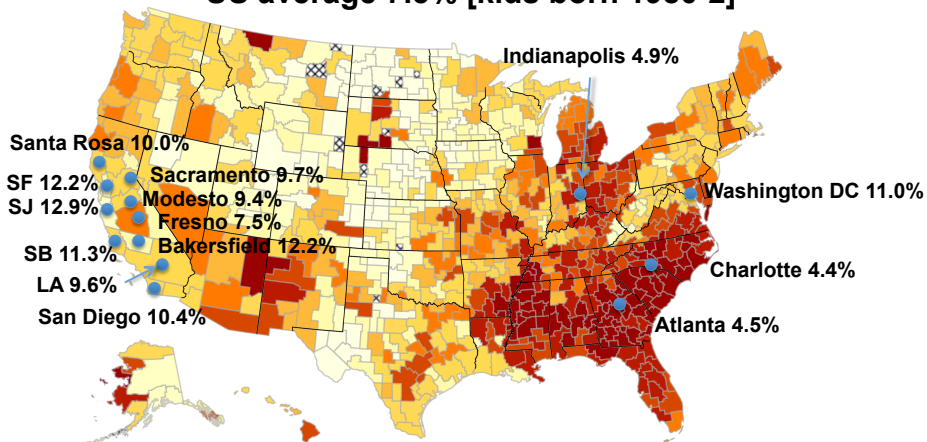 Indianapolis 4.9%
Santa Rosa 10.0%
SF 12.2%
Sacramento 9.7%
SJ 12.9%
Modesto 9.4%
Fresno 7.5%
Washington DC 11.0%
SB 11.3%
Bakersfield 12.2%
LA 9.6%
Charlotte 4.4%
San Diego 10.4%
Atlanta 4.5%